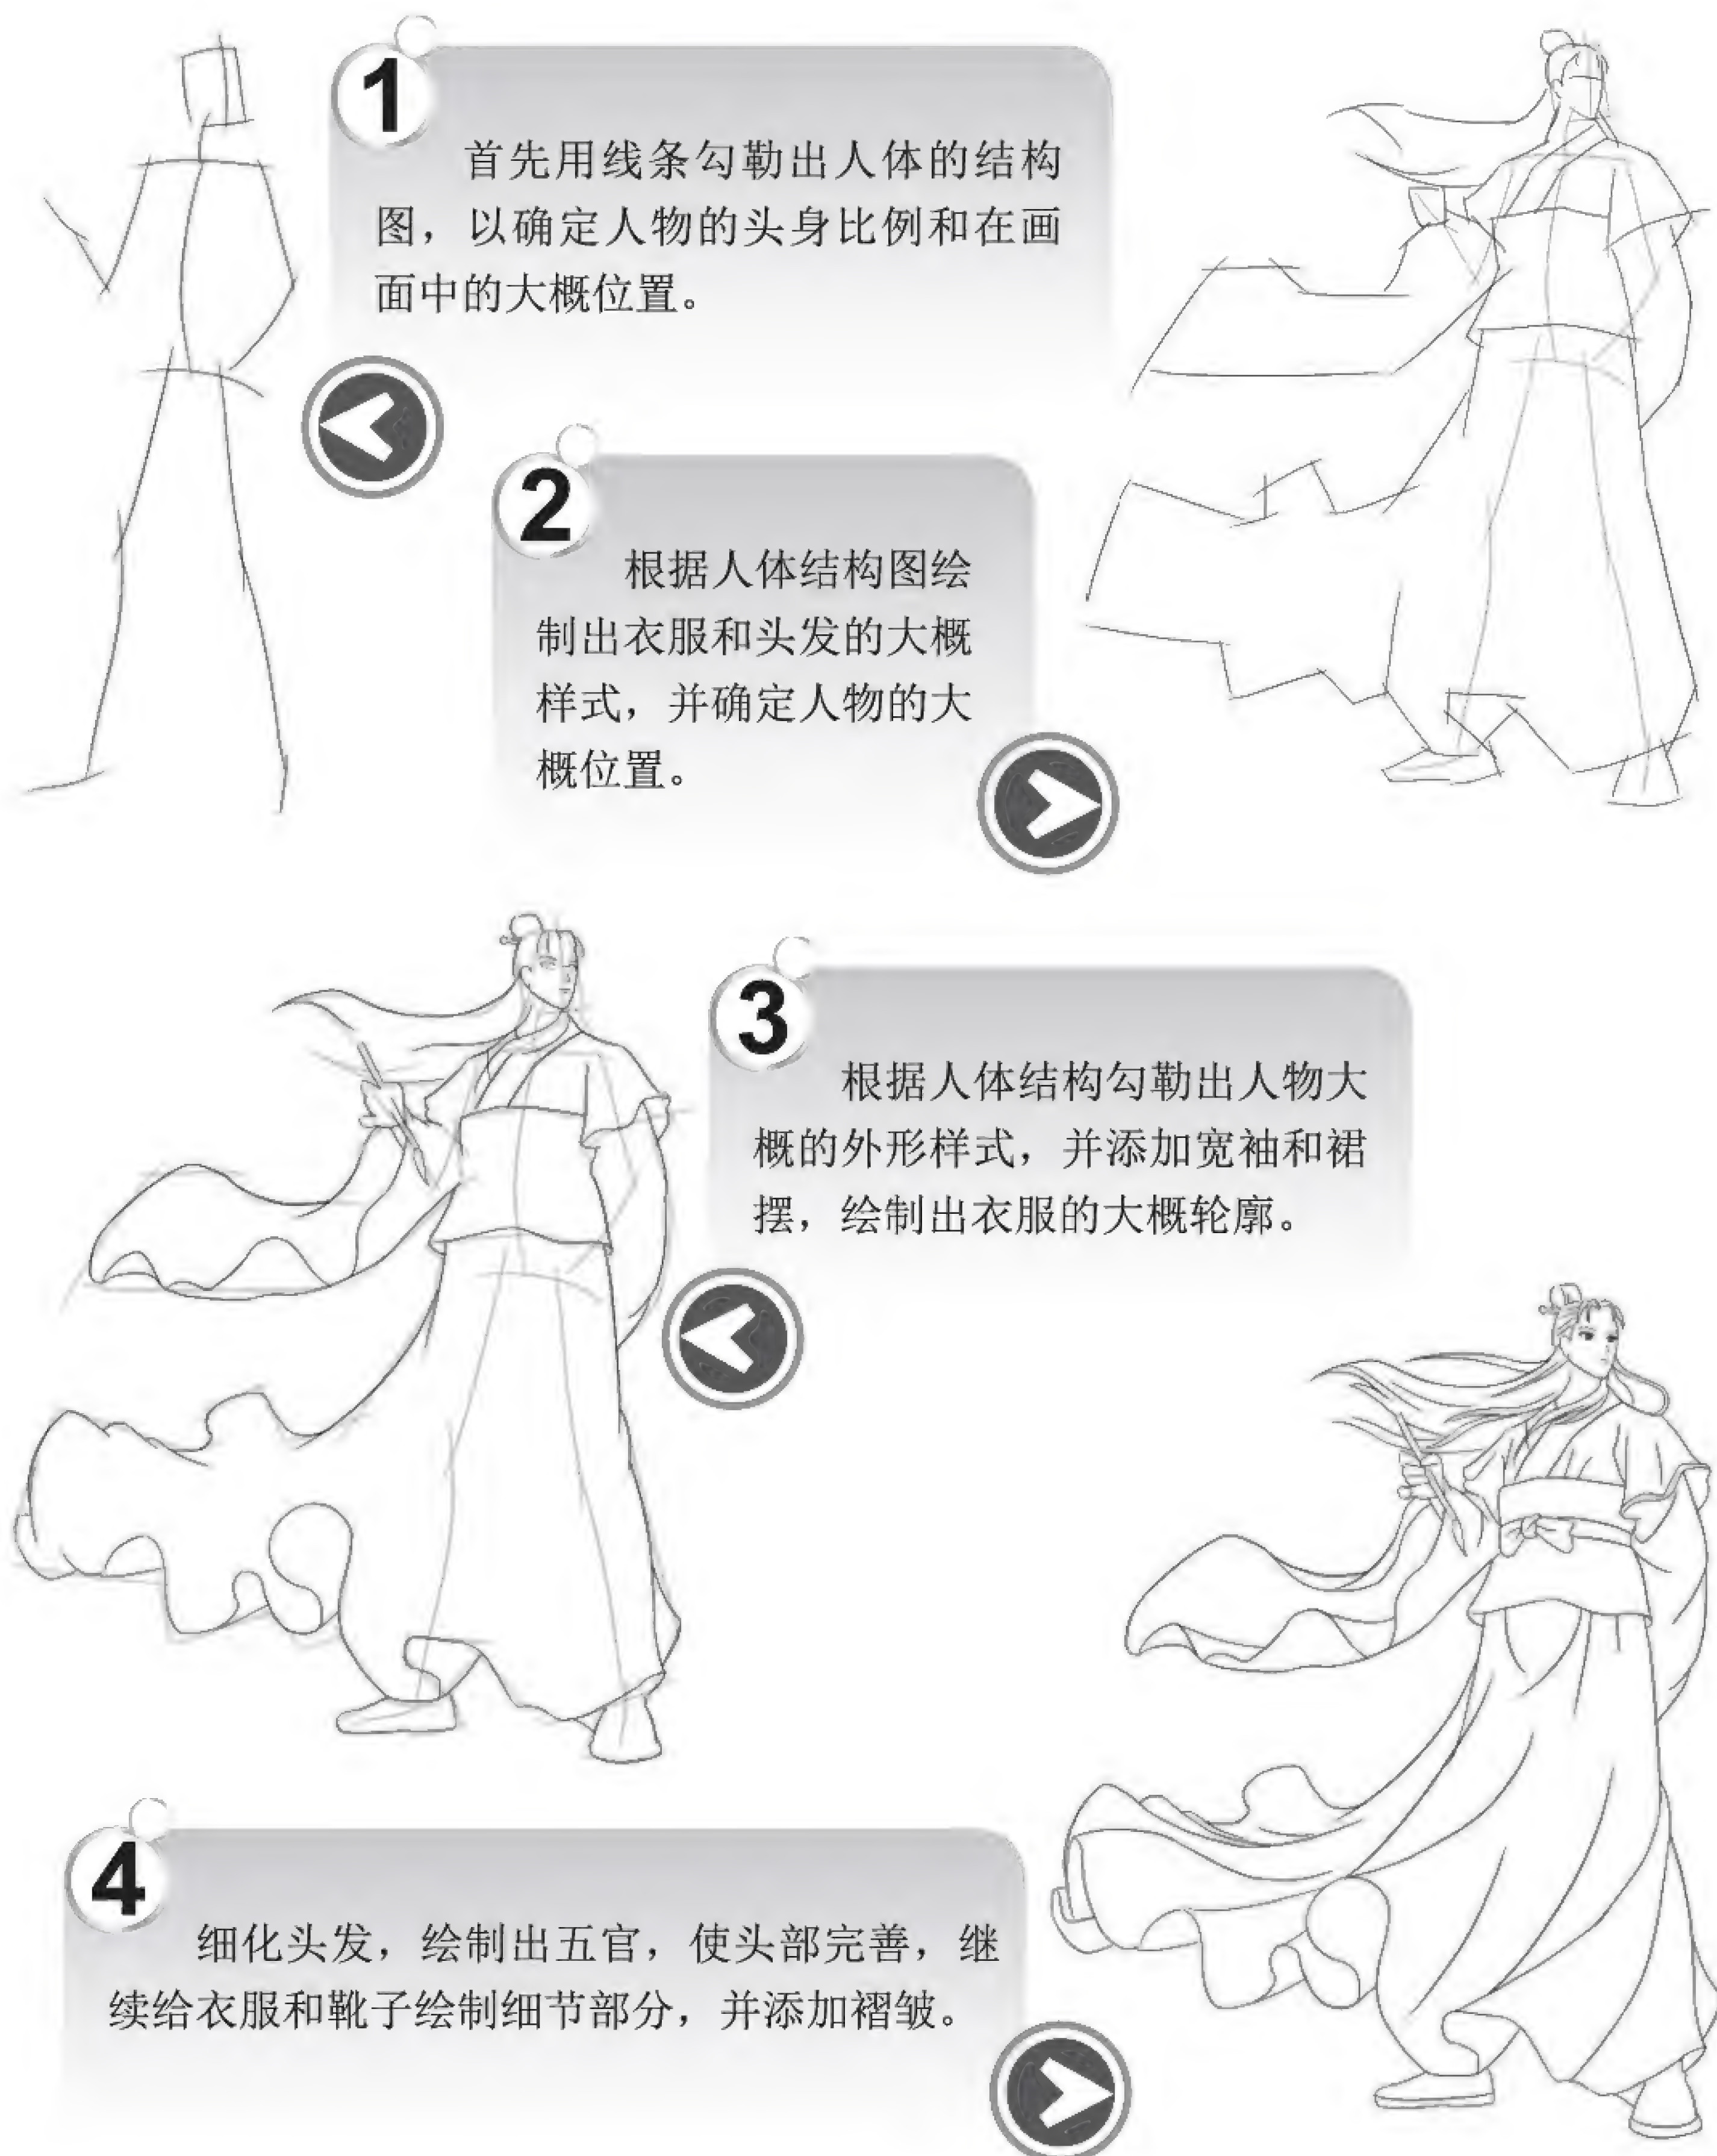 1
首先用线条勾勒出人体的结构
图，以确定人物的头身比例和在画
面中的大概位置。
2
根据人体结构图绘
制出衣服和头发的大概
样式，并确定人物的大
概位置。
3
根据人体结构勾勒出人物大
概的外形样式，并添加宽袖和裙
摆，绘制出衣服的大概轮廓。
4
细化头发，绘制出五官，使头部完善，继
续给衣服和靴子绘制细节部分，并添加褶皱。